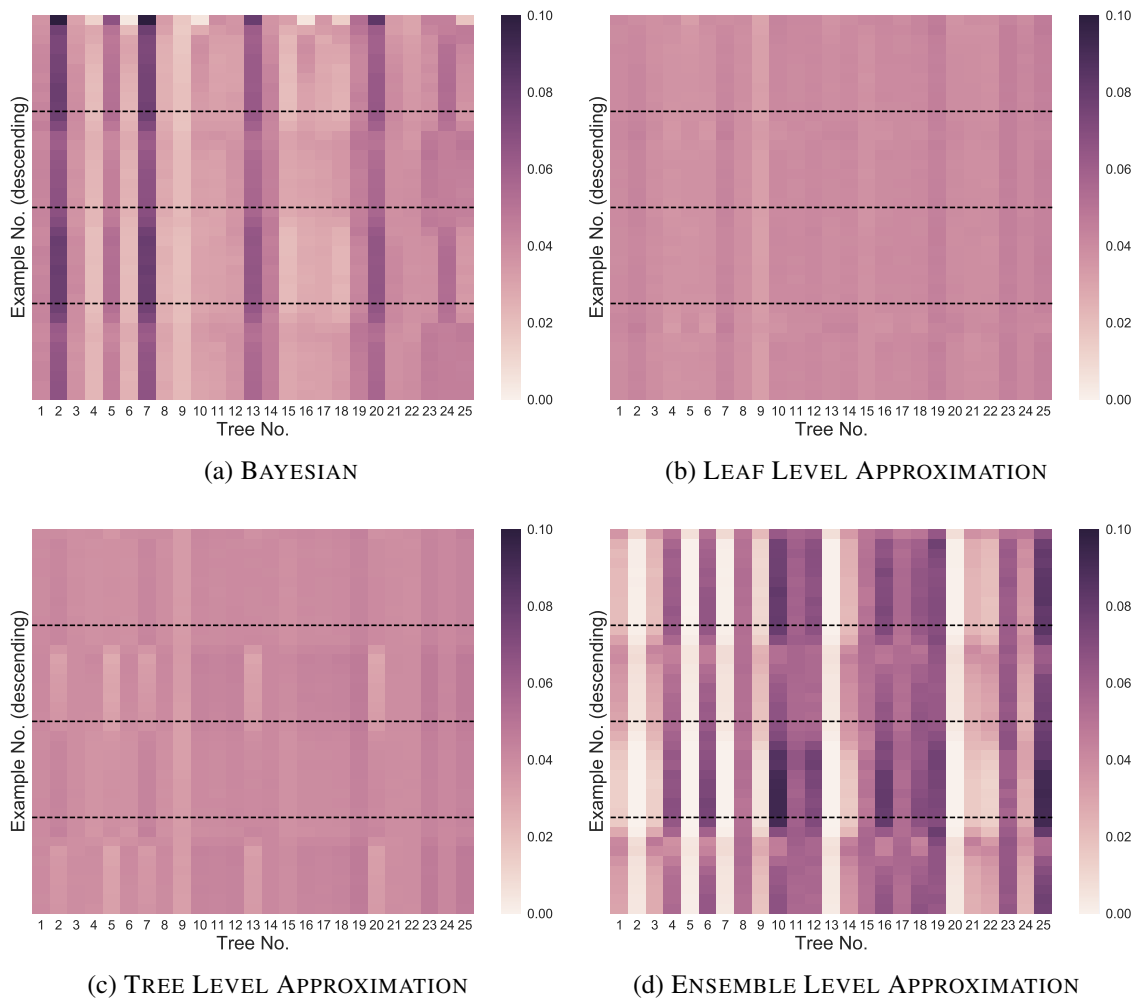 0.10
0.08
0.06
0.04
0.02
0.00
Example No. (descending)
1 2 3 4 5 6 7 8 9 10 11 12 13 14 15 16 17 18 19 20 21 22 23 24 25
Tree No.
(a) BAYESIAN
0.10
0.08
0.06
0.04
0.02
0.00
Example No. (descending)
1 2 3 4 5 6 7 8 9 10 11 12 13 14 15 16 17 18 19 20 21 22 23 24 25
Tree No.
(b) LEAF LEVEL APPROXIMATION
0.10
0.08
0.06
0.04
0.02
0.00
Example No. (descending)
1 2 3 4 5 6 7 8 9 10 11 12 13 14 15 16 17 18 19 20 21 22 23 24 25
Tree No.
(c) TREE LEVEL APPROXIMATION
0.10
0.08
0.06
0.04
0.02
0.00
Example No. (descending)
1 2 3 4 5 6 7 8 9 10 11 12 13 14 15 16 17 18 19 20 21 22 23 24 25
Tree No.
(d) ENSEMBLE LEVEL APPROXIMATION